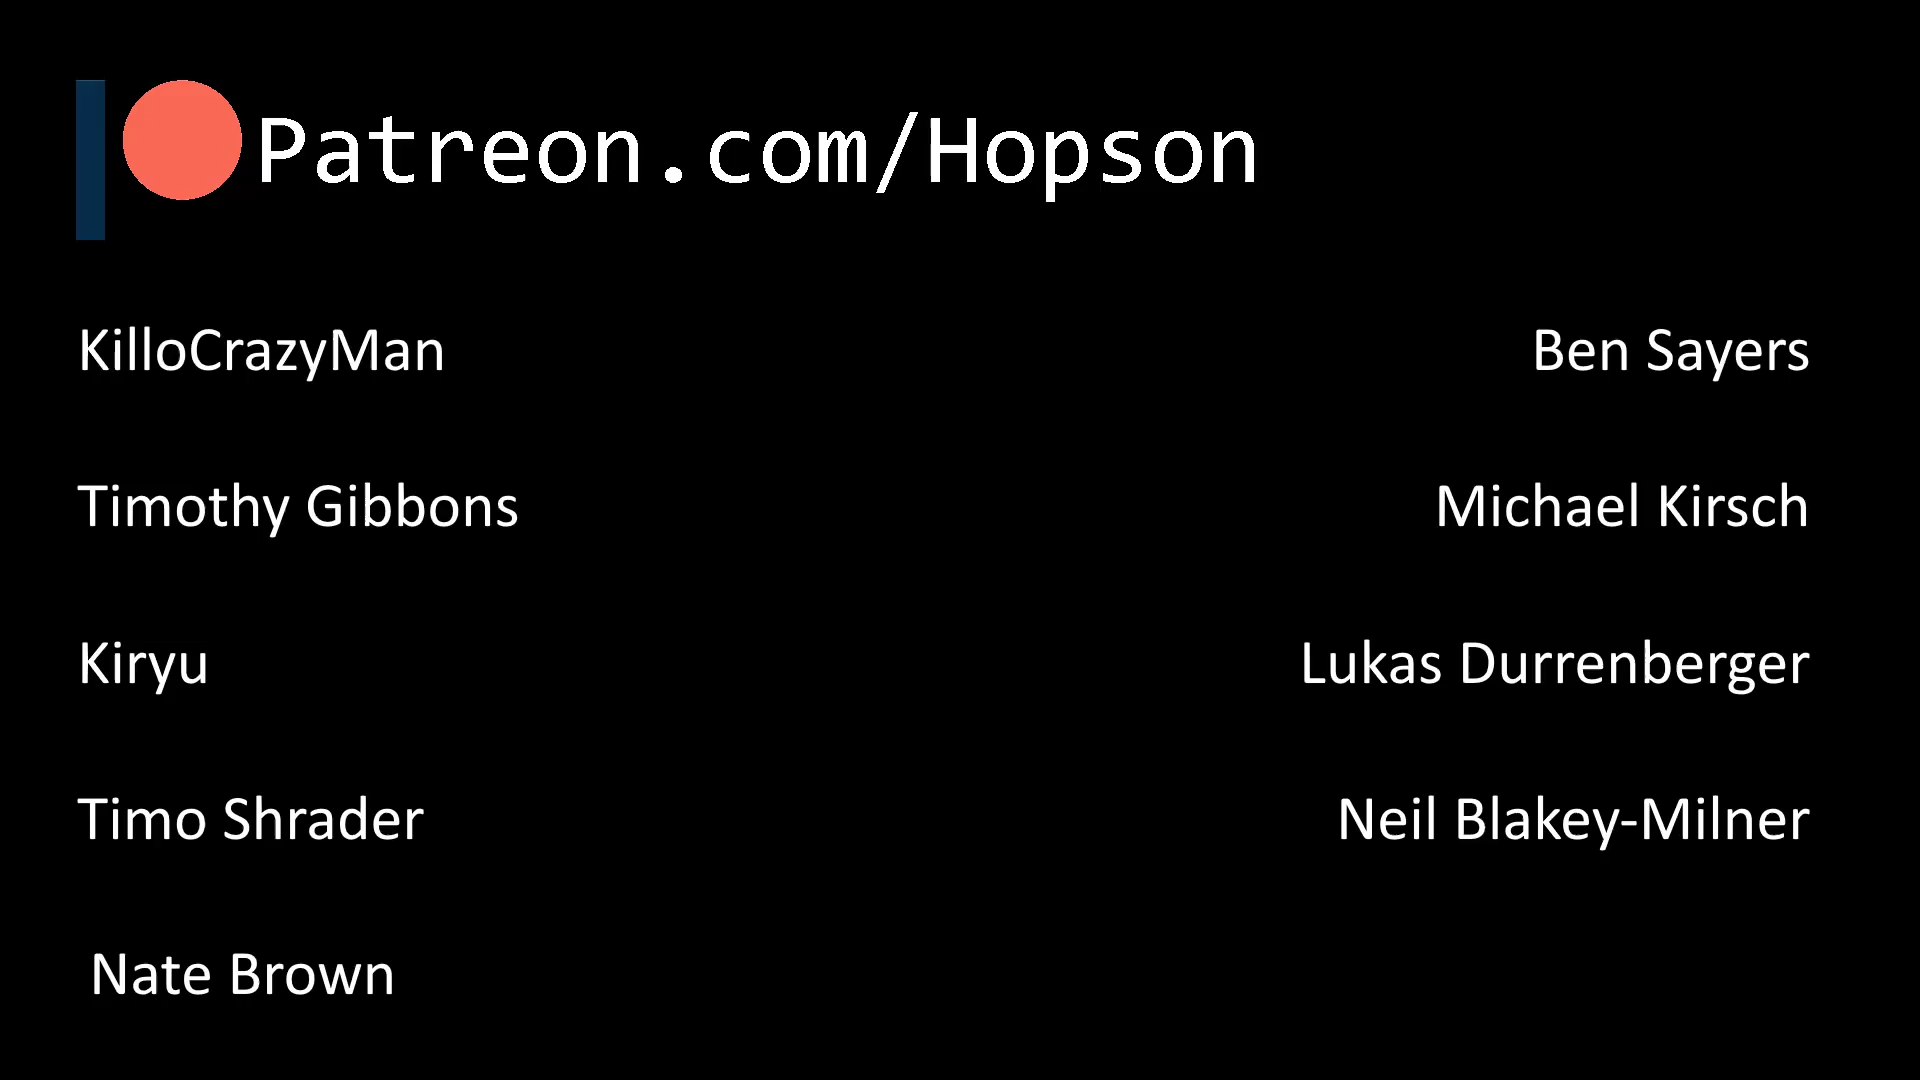 Patreon.com/Hopson
KilloCrazyMan
Ben Sayers
Timothy Gibbons
Michael Kirsch
Kiryu
Lukas Durrenberger
Timo Shrader
Neil Blakey-Milner
Nate Brown